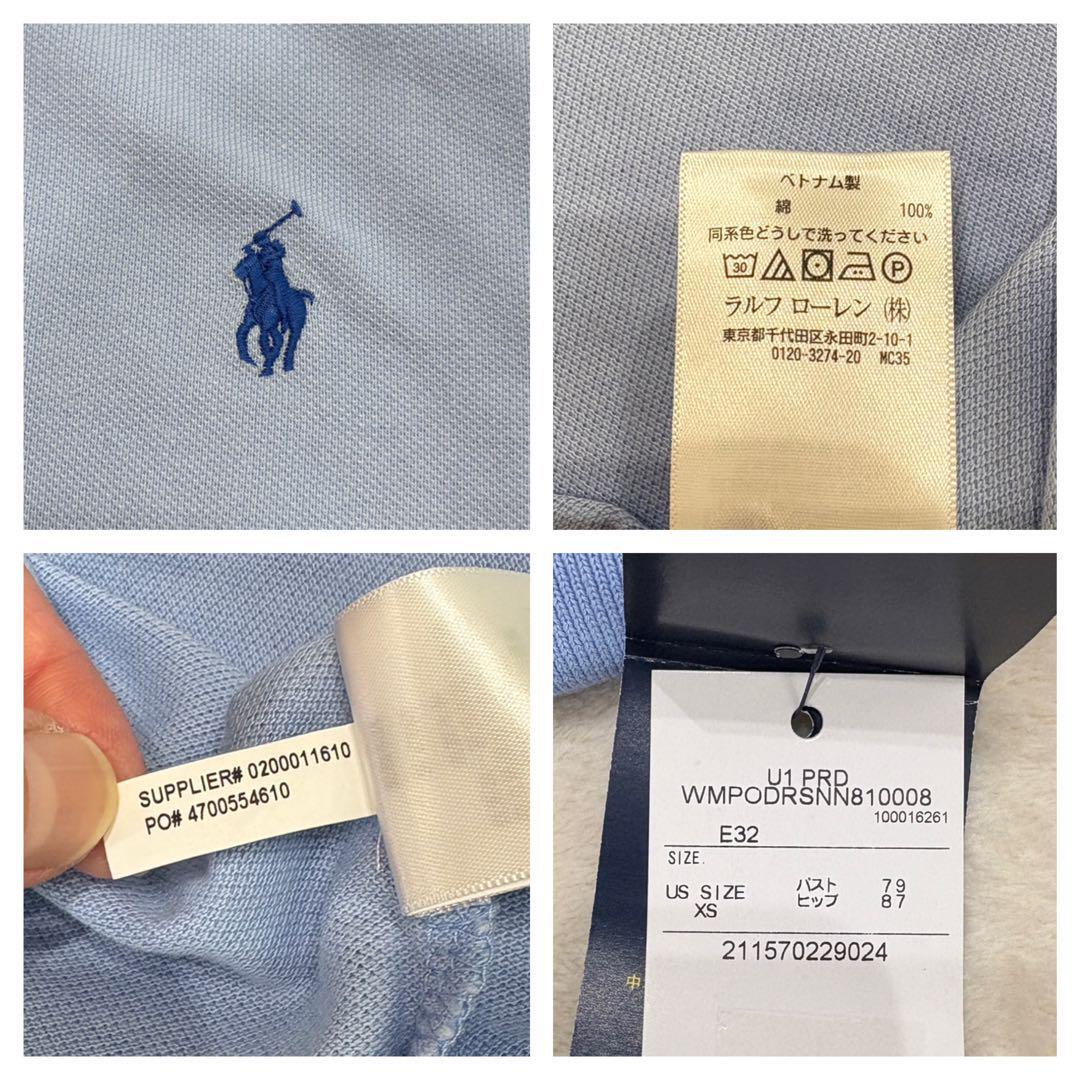 ベトナム製
綿 100%
同系色どうしで洗ってください
30 P
ラルフ ローレン (株)
東京都千代田区永田町2-10-1
0120-3274-20 MC35
SUPPLIER# 0200011610
PO# 4700554610
U1 PRD
WMPODRSNN810008
100016261
E32
SIZE.
US SIZE バスト 79
XS ヒップ 87
211570229024
中